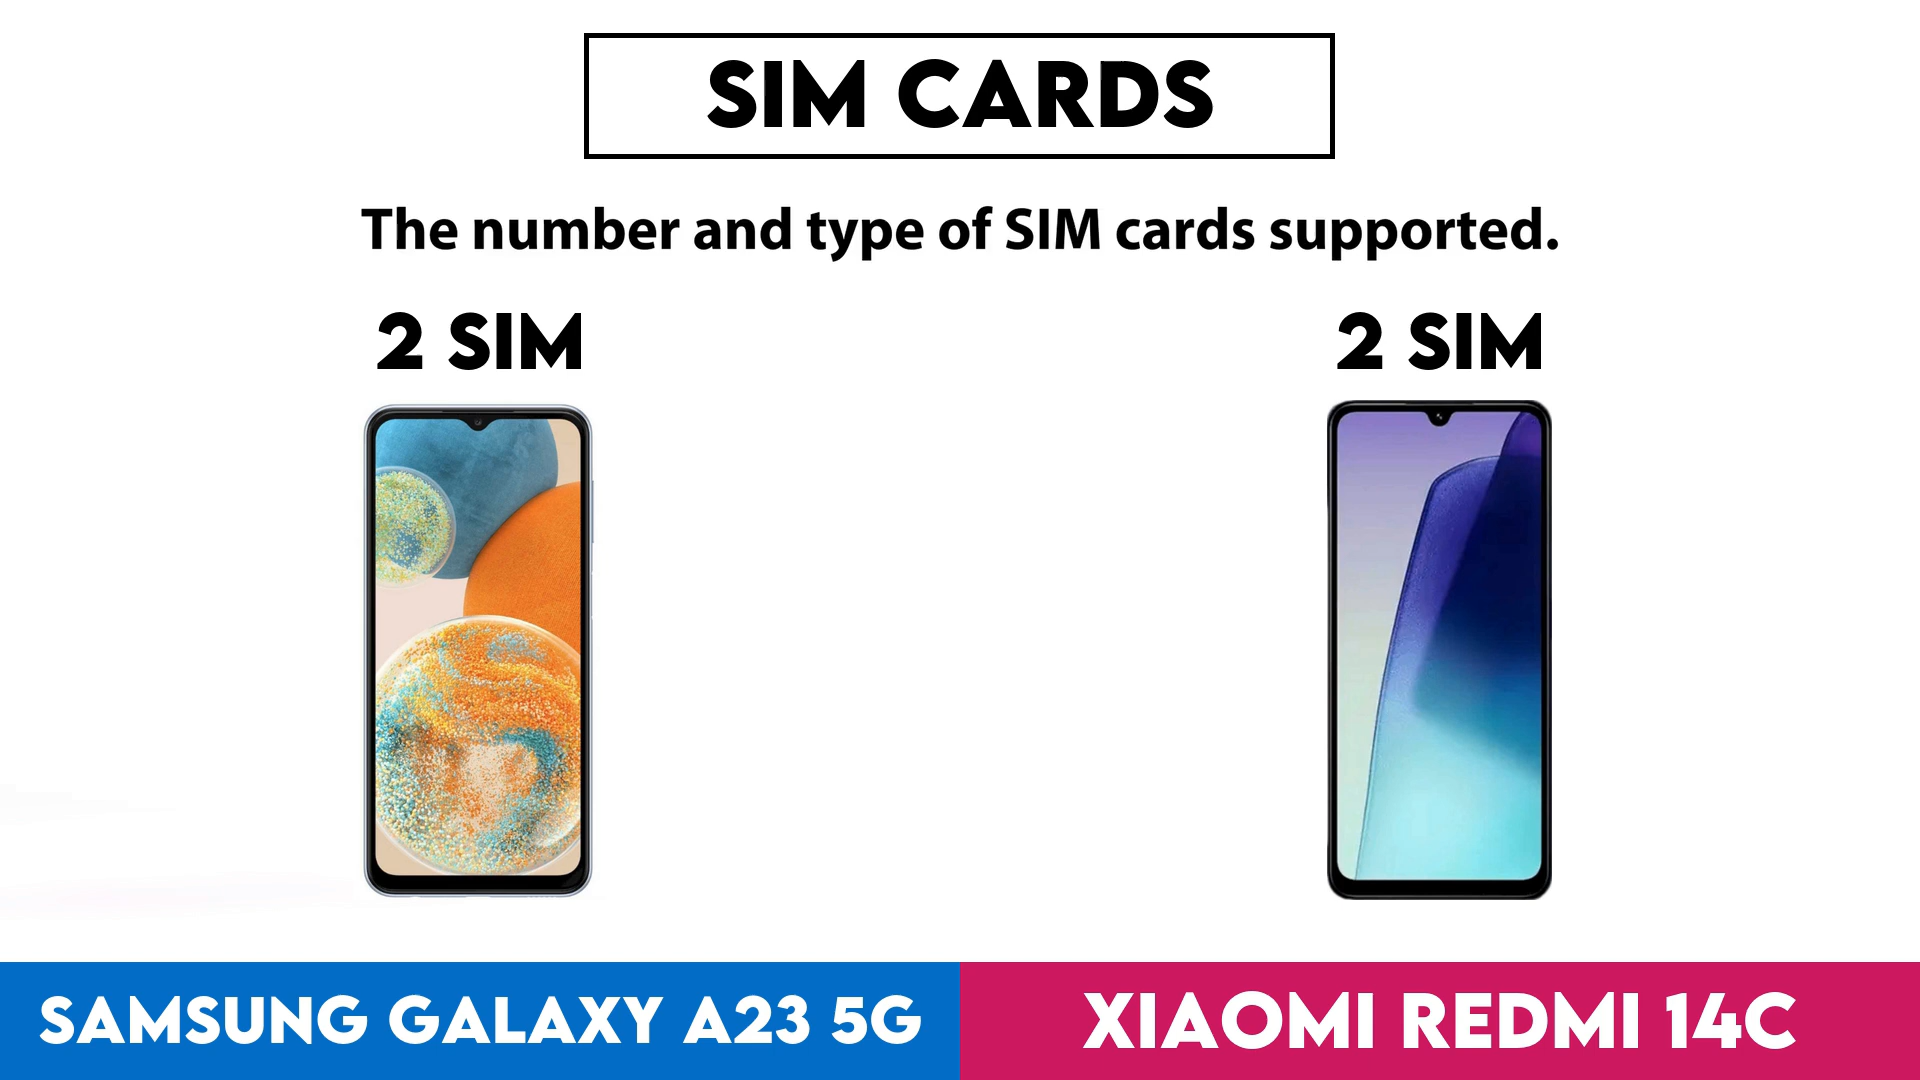 SIM CARDS
The number and type of SIM cards supported.
2 SIM
2 SIM
SAMSUNG GALAXY A23 5G
XIAOMI REDMI 14C